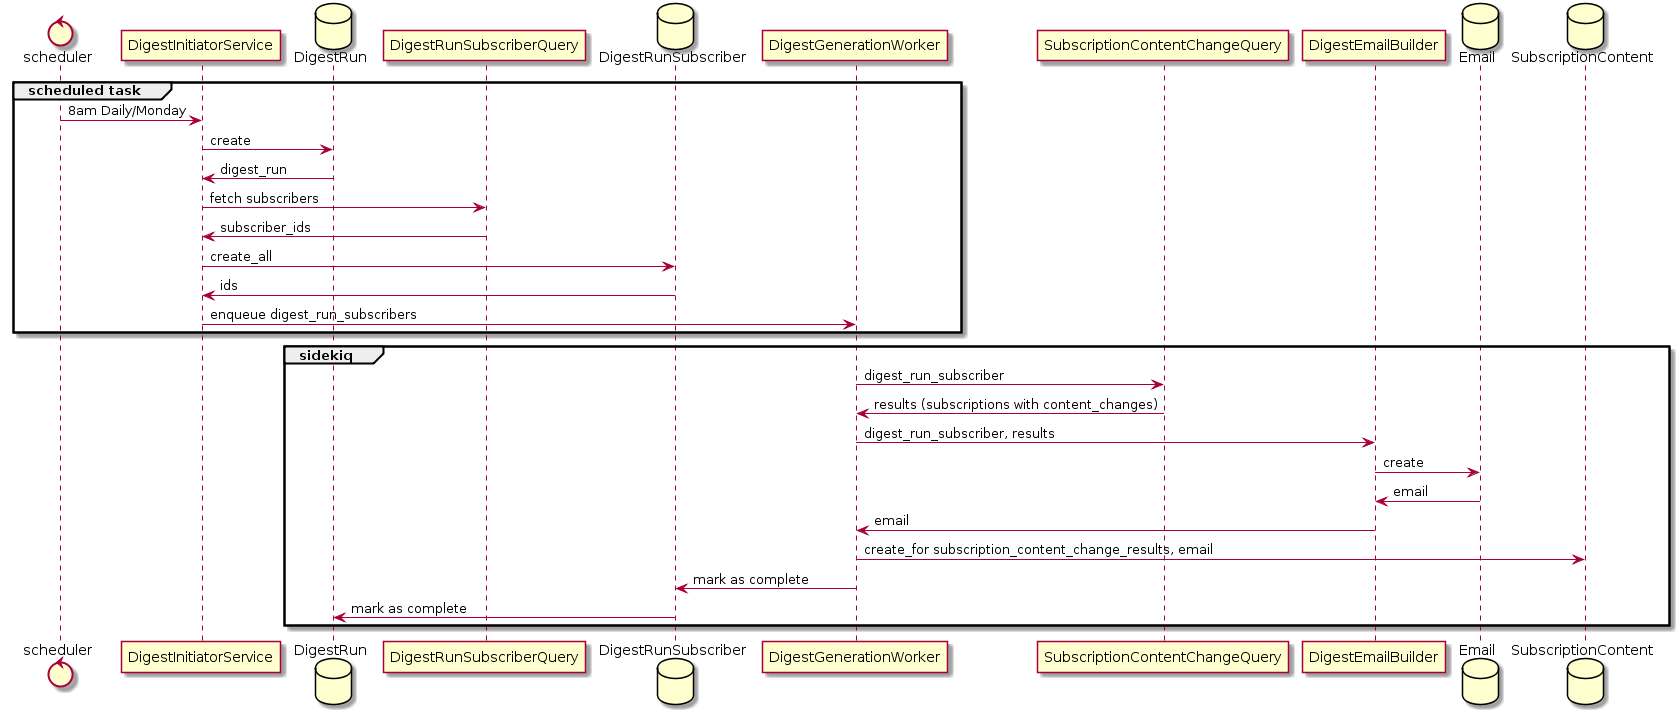 scheduler
DigestInitiatorService
DigestRun
DigestRunSubscriberQuery
DigestRunSubscriber
DigestGenerationWorker
SubscriptionContentChangeQuery
DigestEmailBuilder
Email
SubscriptionContent
scheduled task
8am Daily/Monday
create
digest_run
fetch subscribers
subscriber_ids
create_all
ids
enqueue digest_run_subscribers
sidekiq
digest_run_subscriber
results (subscriptions with content_changes)
digest_run_subscriber, results
create
email
email
create_for subscription_content_change_results, email
mark as complete
mark as complete
scheduler
DigestInitiatorService
DigestRun
DigestRunSubscriberQuery
DigestRunSubscriber
DigestGenerationWorker
SubscriptionContentChangeQuery
DigestEmailBuilder
Email
SubscriptionContent